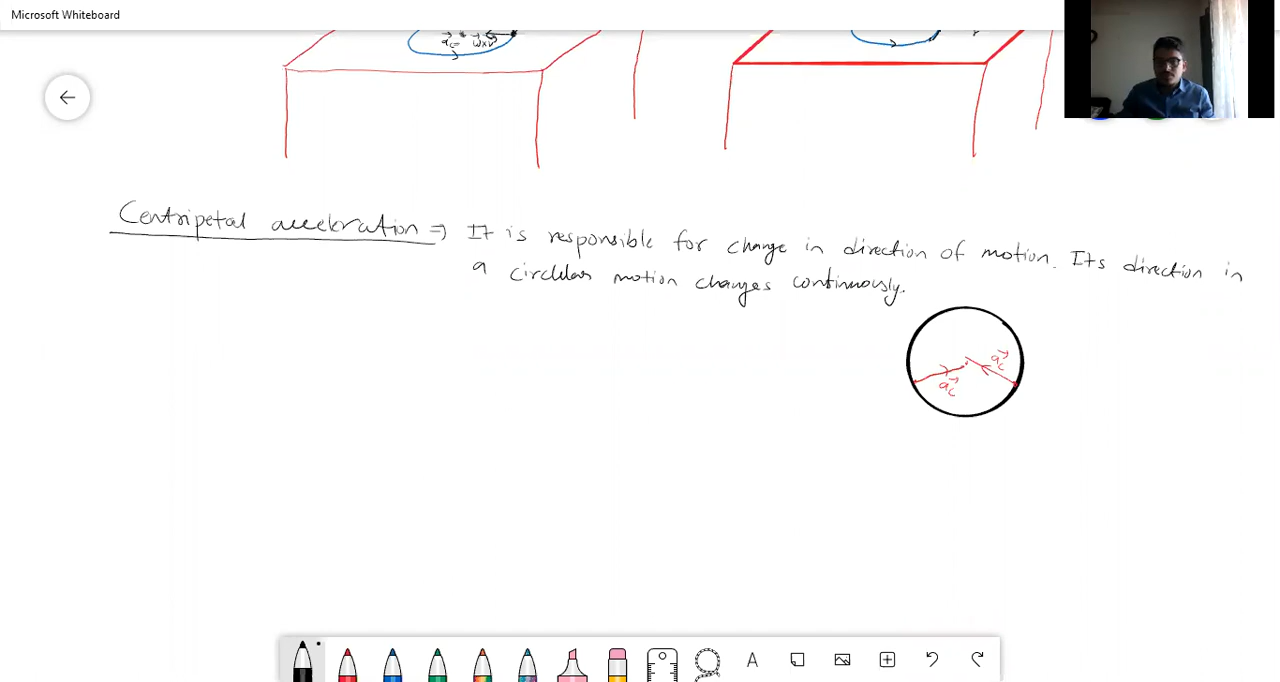 Microsoft Whiteboard
a⃗c = w⃗×v⃗
Centripetal acceleration ⇒ It is responsible for change in direction of motion. Its direction in
a circular motion changes continuously.
a⃗c
a⃗c
A